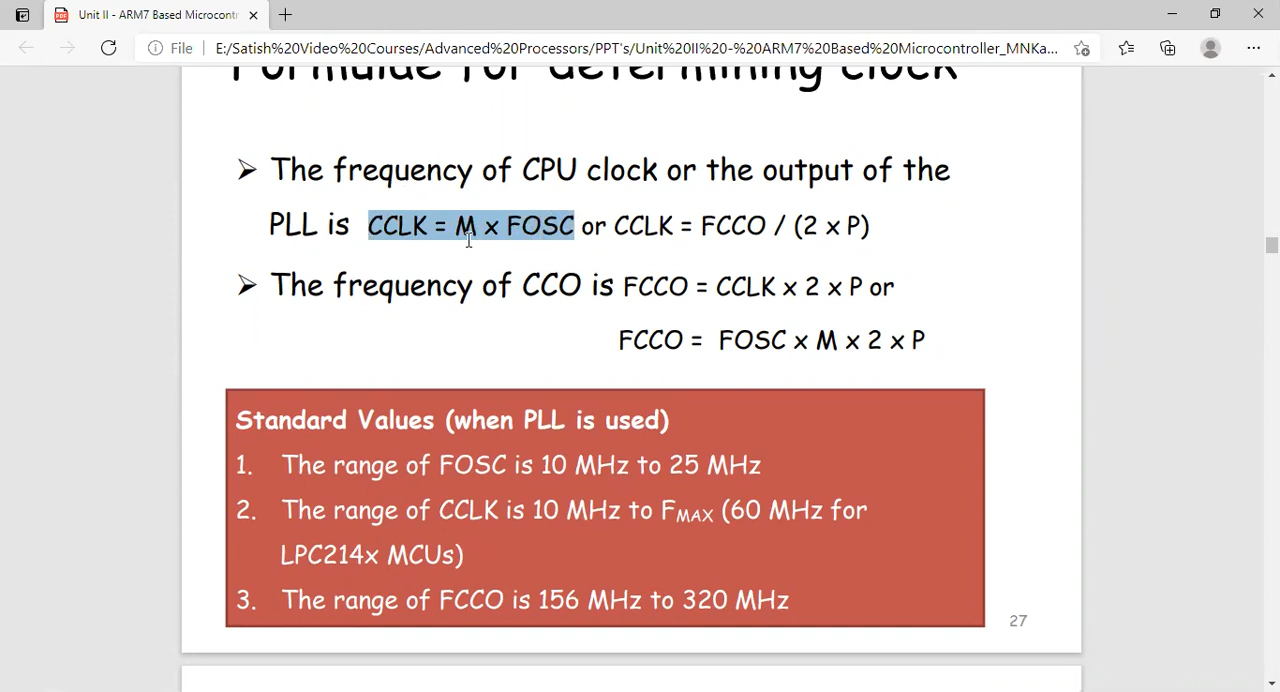 Unit II - ARM7 Based Microcontr
File E:/Satish%20Video%20Courses/Advanced%20Processors/PPT's/Unit%20II%20-%20ARM7%20Based%20Microcontroller_MNKa...
Formulae for determining clock
➢ The frequency of CPU clock or the output of the
PLL is CCLK = M x FOSC or CCLK = FCCO / (2 x P)
➢ The frequency of CCO is FCCO = CCLK x 2 x P or
FCCO = FOSC x M x 2 x P
Standard Values (when PLL is used)
1. The range of FOSC is 10 MHz to 25 MHz
2. The range of CCLK is 10 MHz to FMAX (60 MHz for
LPC214x MCUs)
3. The range of FCCO is 156 MHz to 320 MHz
27